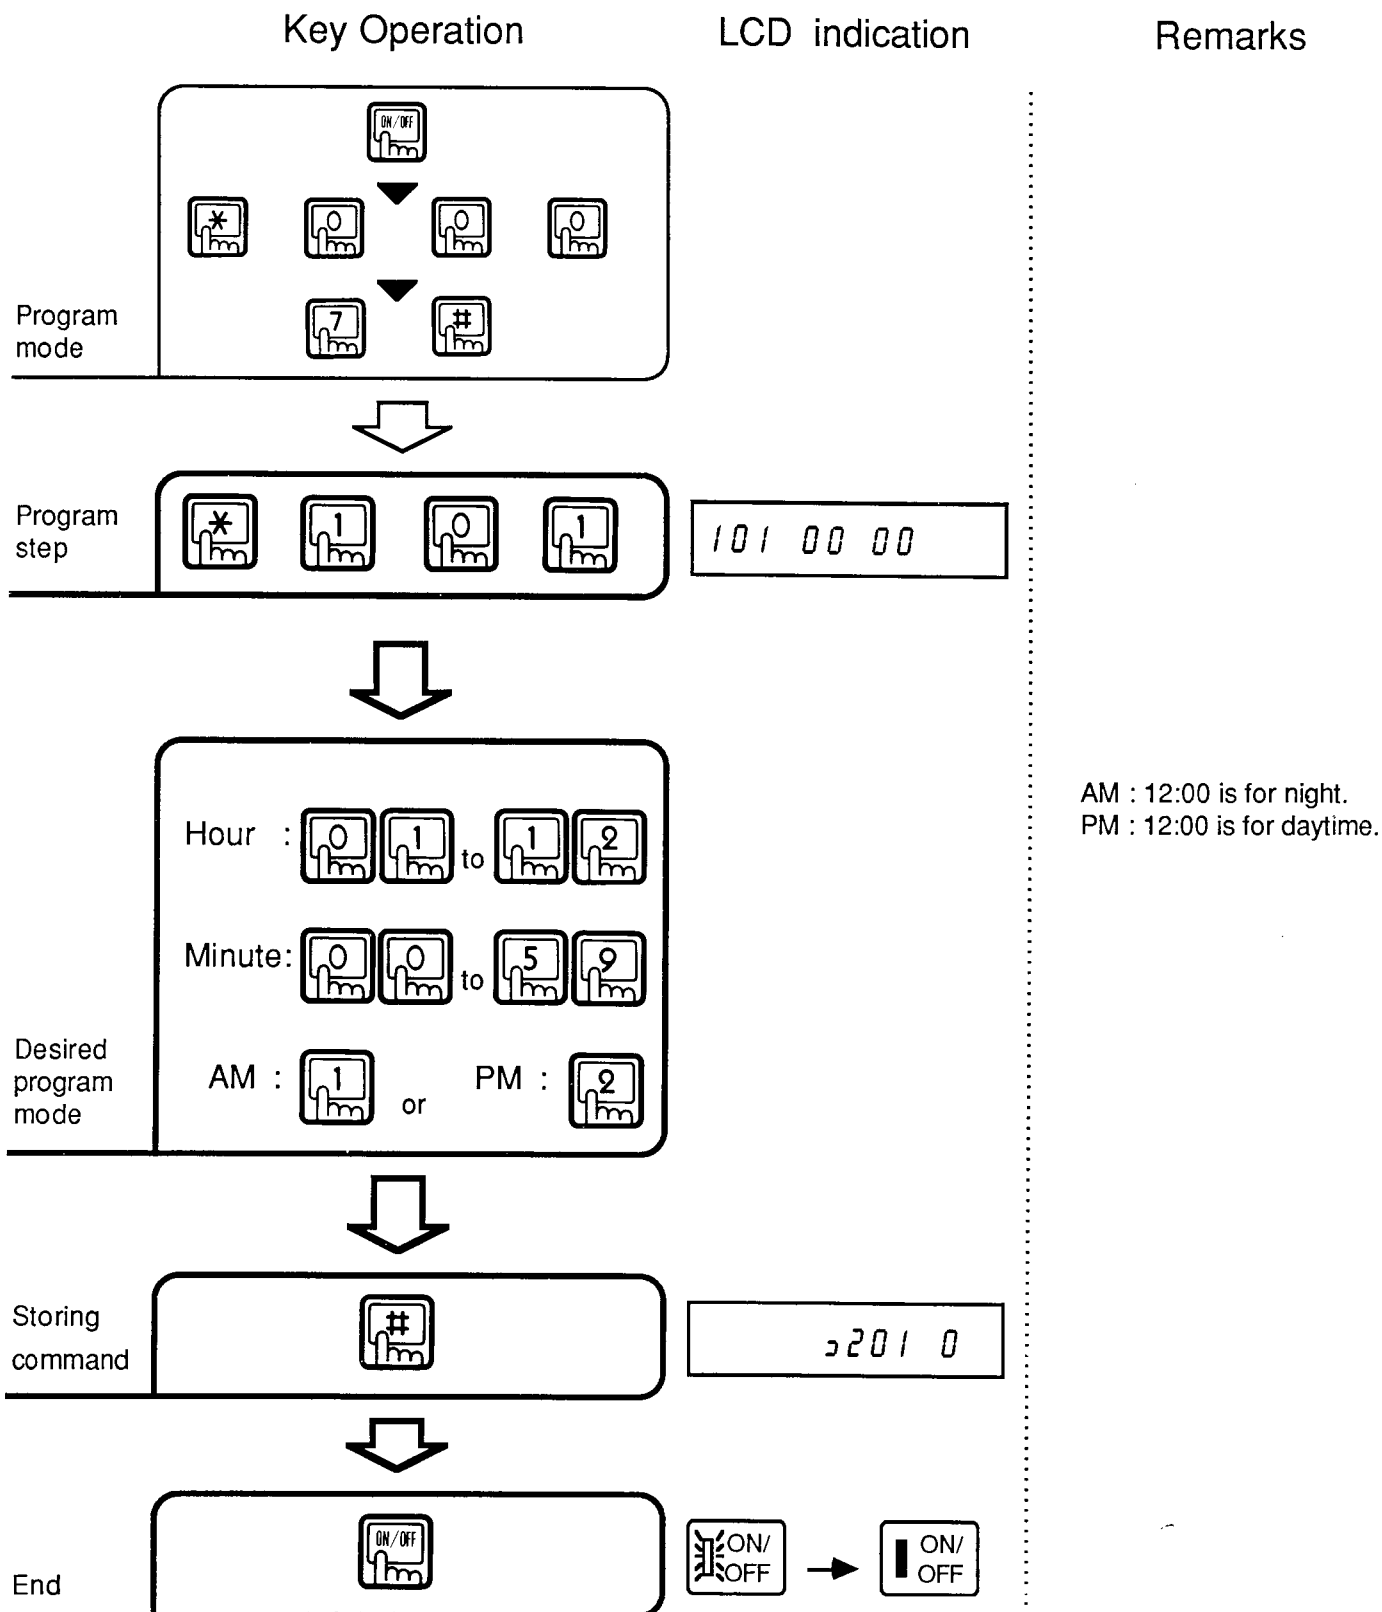 Key Operation LCD indication Remarks
ON/OFF
* 0 0 0
7 #
Program
mode
Program
step
* 1 0 1
101 00 00
Hour : 0 1 to 1 2
AM : 12:00 is for night.
PM : 12:00 is for daytime.
Minute: 0 0 to 5 9
Desired
program
mode
AM : 1 or PM : 2
Storing
command
#
ɔ201 0
End
ON/OFF
ON/
OFF
ON/
OFF